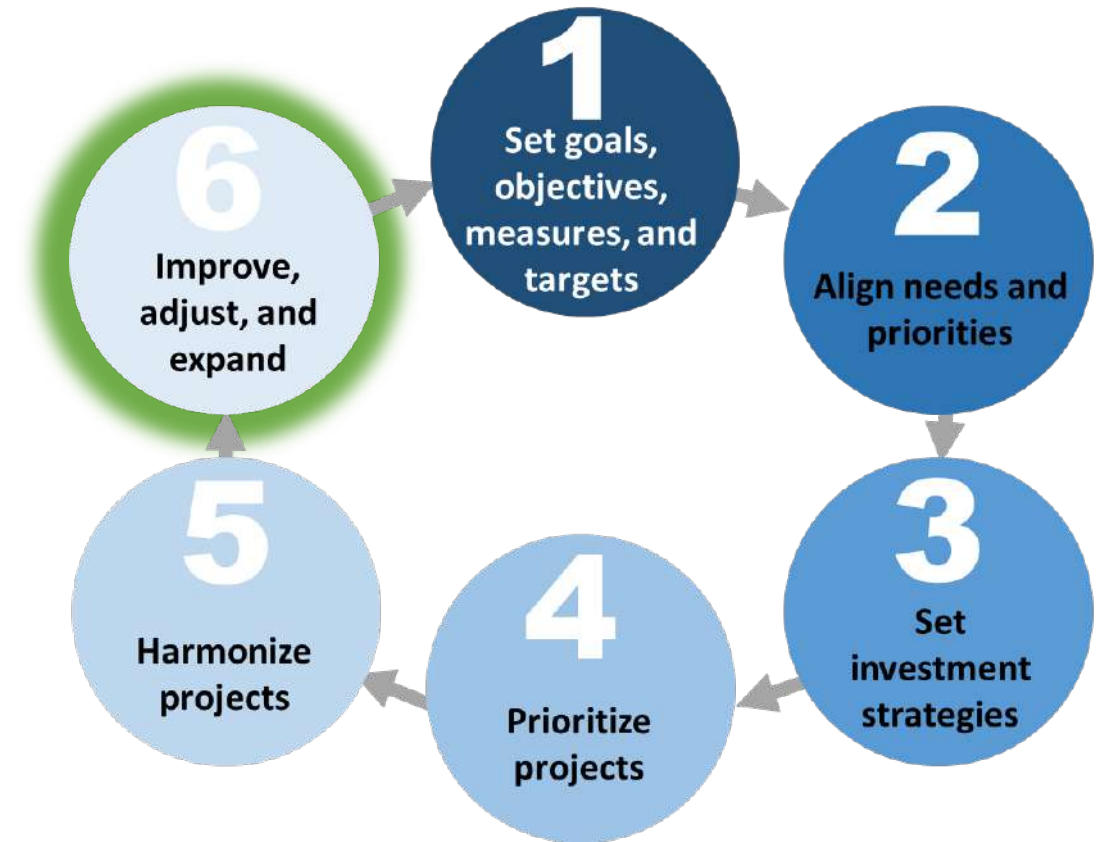 1
Set goals,
objectives,
measures, and
targets
2
Align needs and
priorities
3
Set
investment
strategies
4
Prioritize
projects
5
Harmonize
projects
6
Improve,
adjust, and
expand